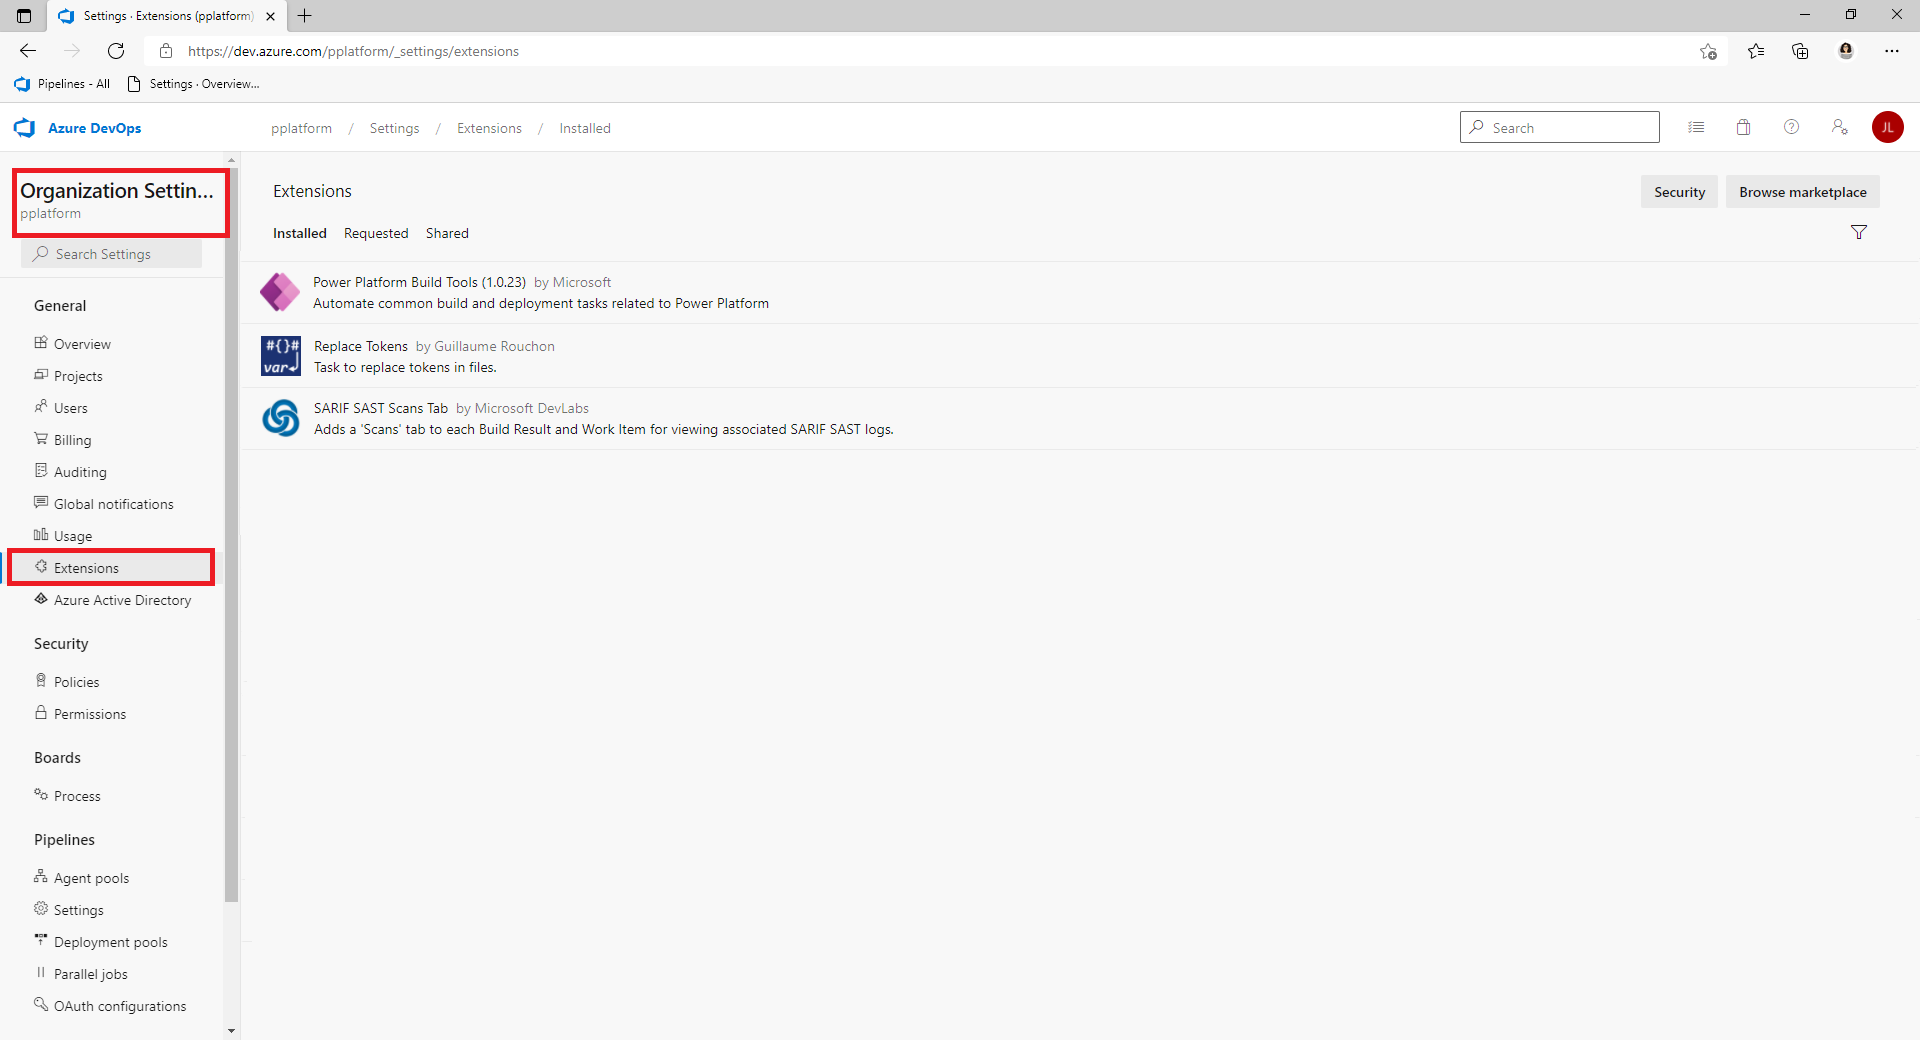 Settings · Extensions (pplatform)
https://dev.azure.com/pplatform/_settings/extensions
Pipelines - All
Settings · Overview...
Azure DevOps
pplatform / Settings / Extensions / Installed
Search
JL
Organization Settin...
pplatform
Search Settings
General
Overview
Projects
Users
Billing
Auditing
Global notifications
Usage
Extensions
Azure Active Directory
Security
Policies
Permissions
Boards
Process
Pipelines
Agent pools
Settings
Deployment pools
Parallel jobs
OAuth configurations
Extensions
Security
Browse marketplace
Installed Requested Shared
Power Platform Build Tools (1.0.23) by Microsoft
Automate common build and deployment tasks related to Power Platform
#{}#
var
Replace Tokens by Guillaume Rouchon
Task to replace tokens in files.
SARIF SAST Scans Tab by Microsoft DevLabs
Adds a 'Scans' tab to each Build Result and Work Item for viewing associated SARIF SAST logs.